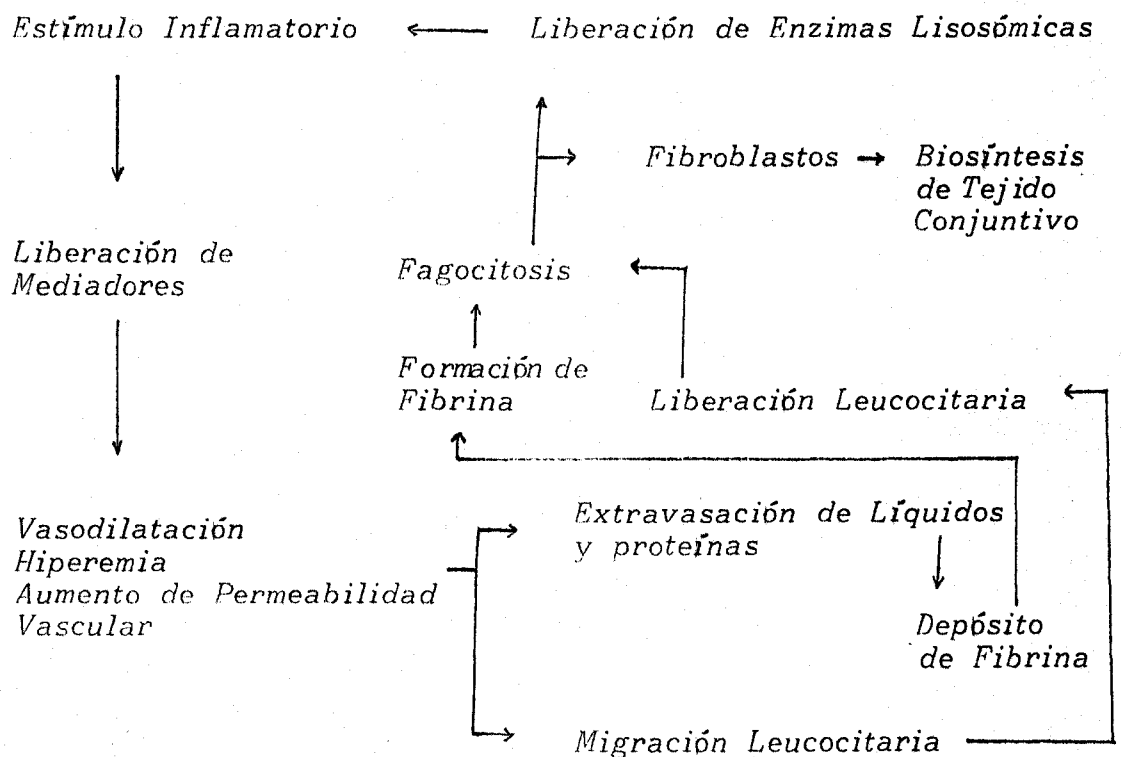 Estímulo Inflamatorio
Liberación de Enzimas Lisosómicas
Fibroblastos
Biosíntesis
de Tejido
Conjuntivo
Liberación de
Mediadores
Fagocitosis
Formación de
Fibrina
Liberación Leucocitaria
Vasodilatación
Hiperemia
Aumento de Permeabilidad
Vascular
Extravasación de Líquidos
y proteínas
Depósito
de Fibrina
Migración Leucocitaria